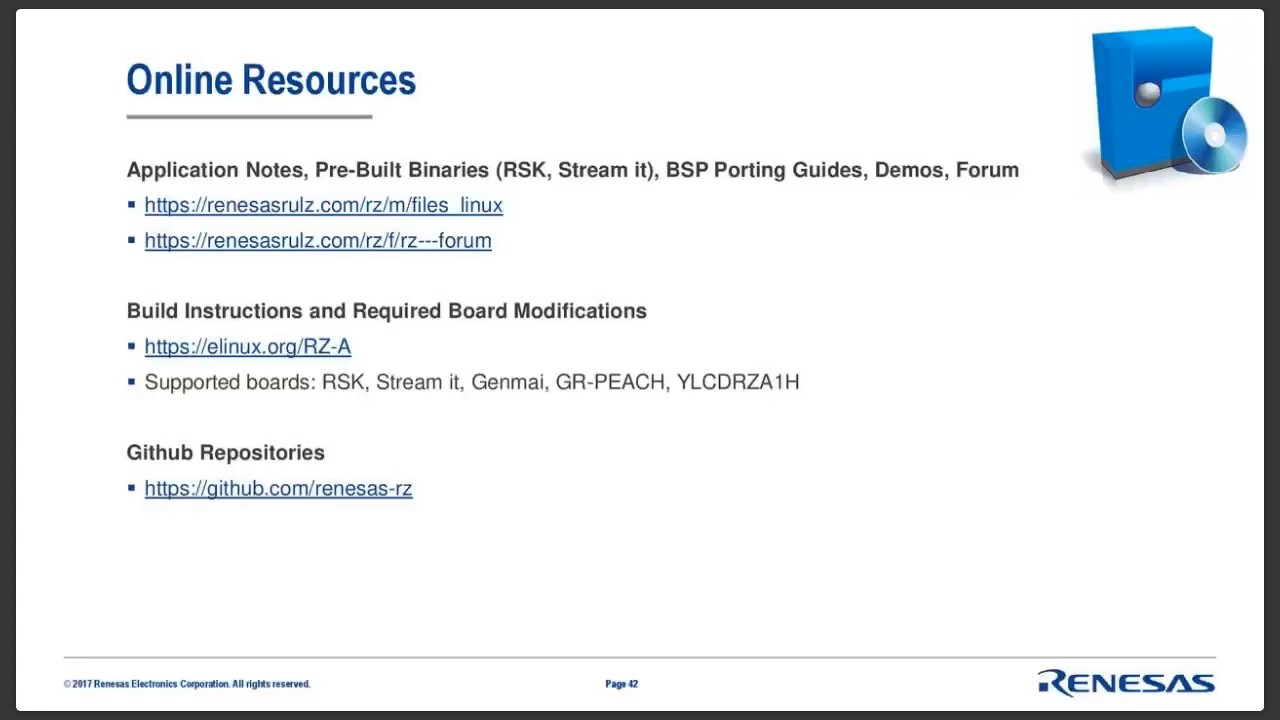 Online Resources
Application Notes, Pre-Built Binaries (RSK, Stream it), BSP Porting Guides, Demos, Forum
▪ https://renesasrulz.com/rz/m/files_linux
▪ https://renesasrulz.com/rz/f/rz---forum
Build Instructions and Required Board Modifications
▪ https://elinux.org/RZ-A
▪ Supported boards: RSK, Stream it, Genmai, GR-PEACH, YLCDRZA1H
Github Repositories
▪ https://github.com/renesas-rz
© 2017 Renesas Electronics Corporation. All rights reserved.
Page 42
RENESAS